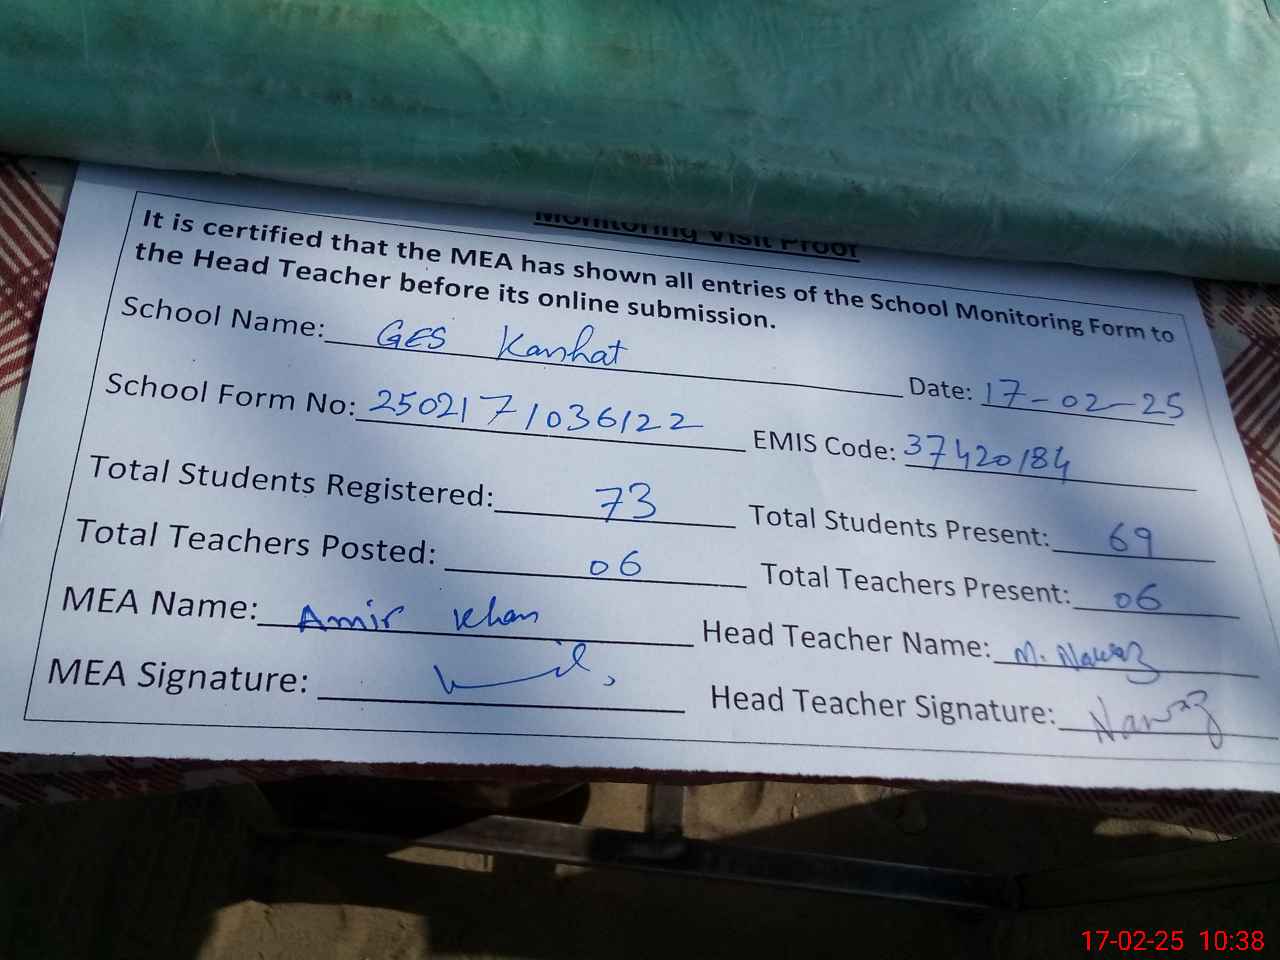 Monitoring Visit Proof
It is certified that the MEA has shown all entries of the School Monitoring Form to
the Head Teacher before its online submission.
School Name: GES Kanhat Date: 17-02-25
School Form No: 2502171036122 EMIS Code: 37420184
Total Students Registered: 73 Total Students Present: 69
Total Teachers Posted: 06 Total Teachers Present: 06
MEA Name: Amir Khan Head Teacher Name: M. Nawaz
MEA Signature: Head Teacher Signature: Nawaz
17-02-25 10:38